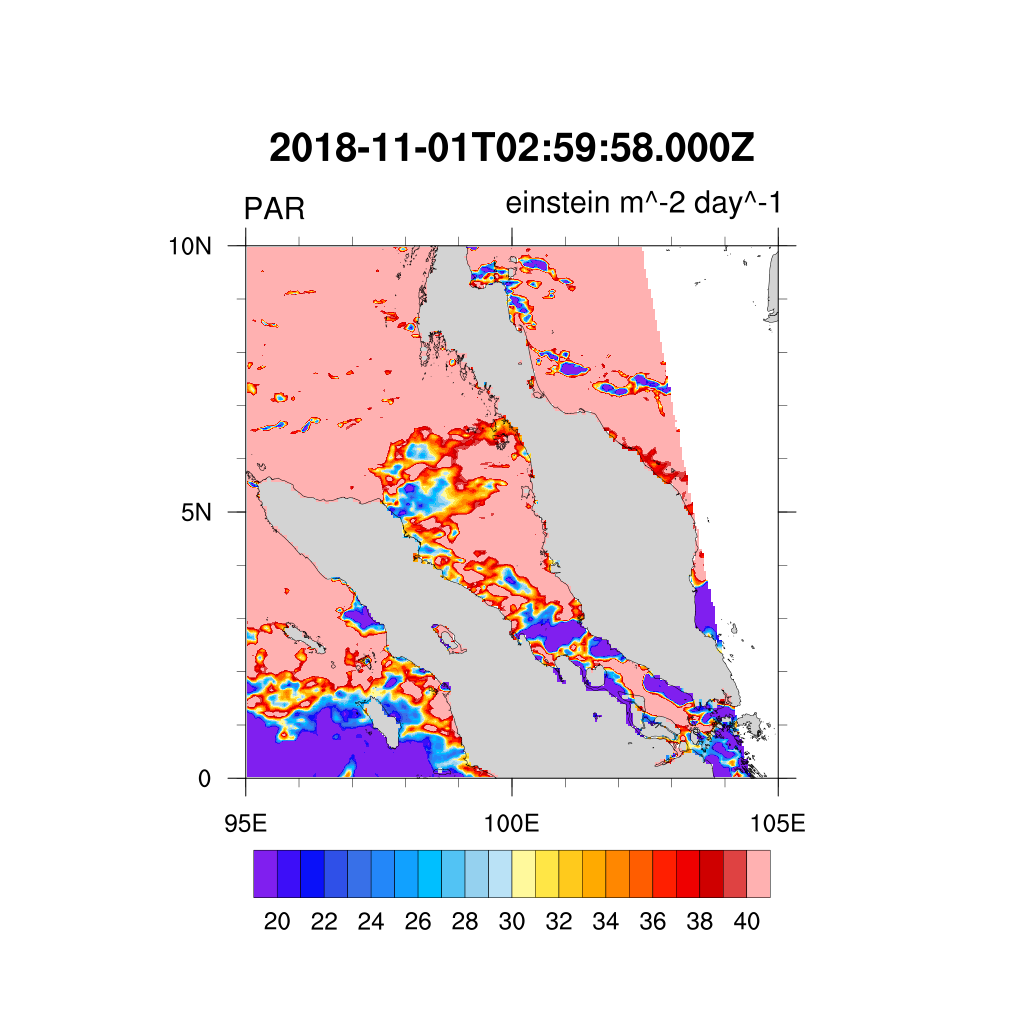 2018-11-01T02:59:58.000Z
PAR einstein m^-2 day^-1
10N
5N
0
95E 100E 105E
20 22 24 26 28 30 32 34 36 38 40